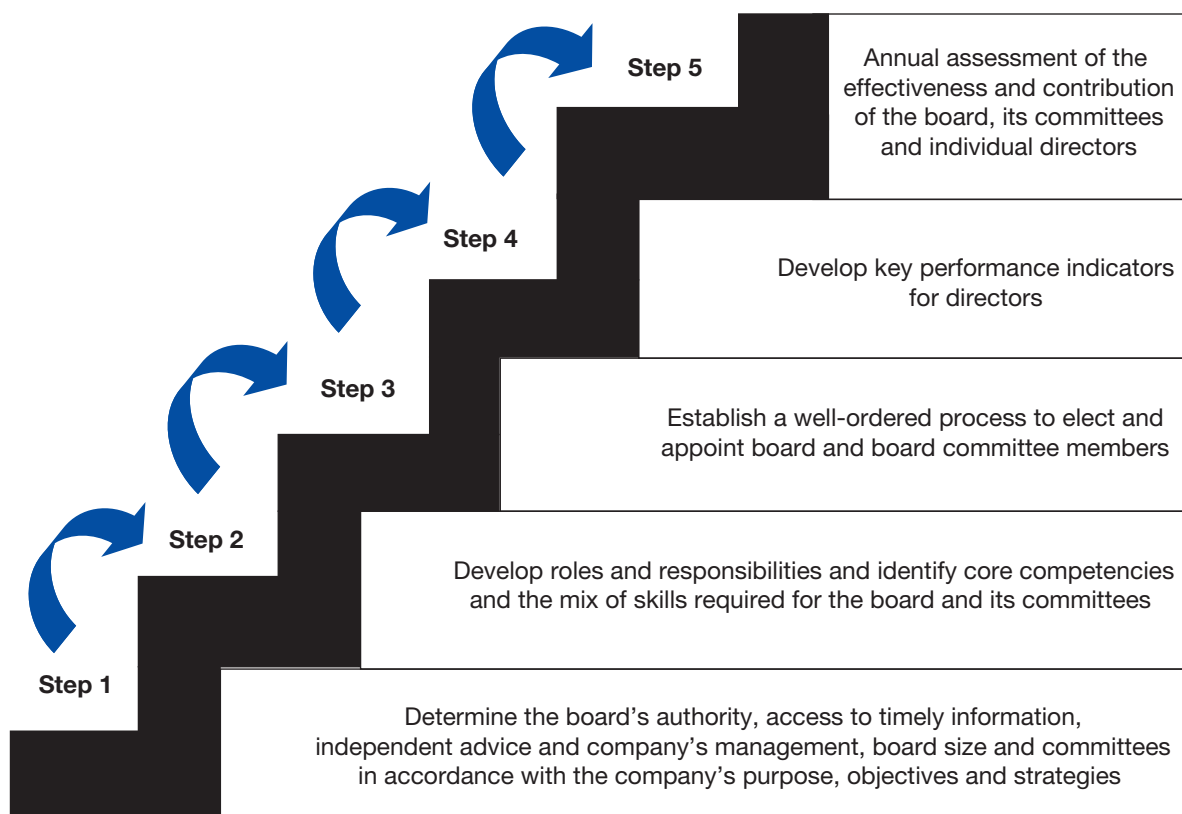 Step 5
Annual assessment of the
effectiveness and contribution
of the board, its committees
and individual directors
Step 4
Develop key performance indicators
for directors
Step 3
Establish a well-ordered process to elect and
appoint board and board committee members
Step 2
Develop roles and responsibilities and identify core competencies
and the mix of skills required for the board and its committees
Step 1
Determine the board’s authority, access to timely information,
independent advice and company’s management, board size and committees
in accordance with the company’s purpose, objectives and strategies